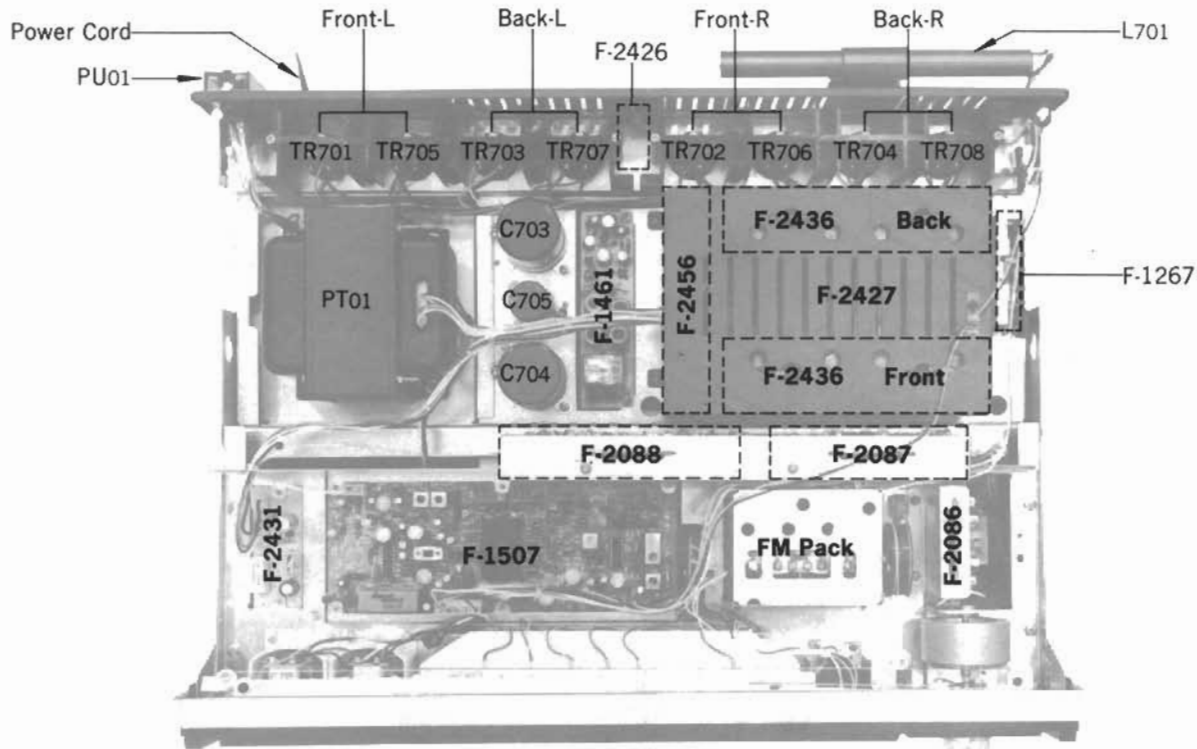 Front-L
Back-L
Front-R
Back-R
L701
Power Cord
F-2426
PU01
TR701
TR705
TR703
TR707
TR702
TR706
TR704
TR708
C703
F-2436
Back
F-1267
PT01
C705
F-1461
F-2456
F-2427
C704
F-2436
Front
F-2088
F-2087
F-2431
F-1507
FM Pack
F-2086